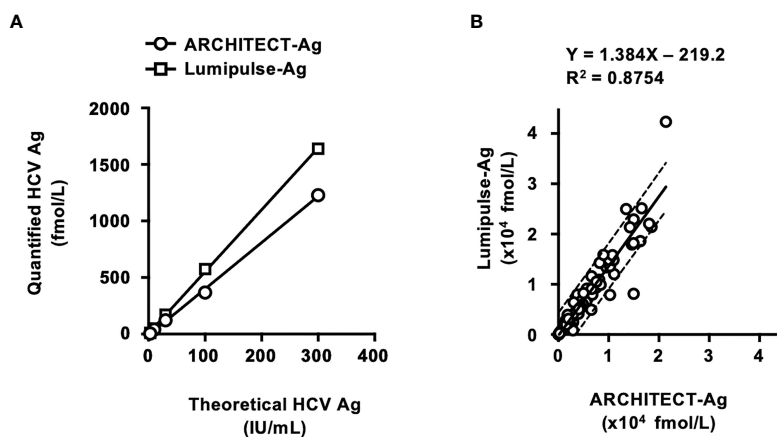 A
ARCHITECT-Ag
Lumipulse-Ag
Quantified HCV Ag
(fmol/L)
2000
1500
1000
500
0
0 100 200 300 400
Theoretical HCV Ag
(IU/mL)
B
Y = 1.384X – 219.2
R² = 0.8754
Lumipulse-Ag
(x10⁴ fmol/L)
4
3
2
1
0
0 1 2 3 4
ARCHITECT-Ag
(x10⁴ fmol/L)